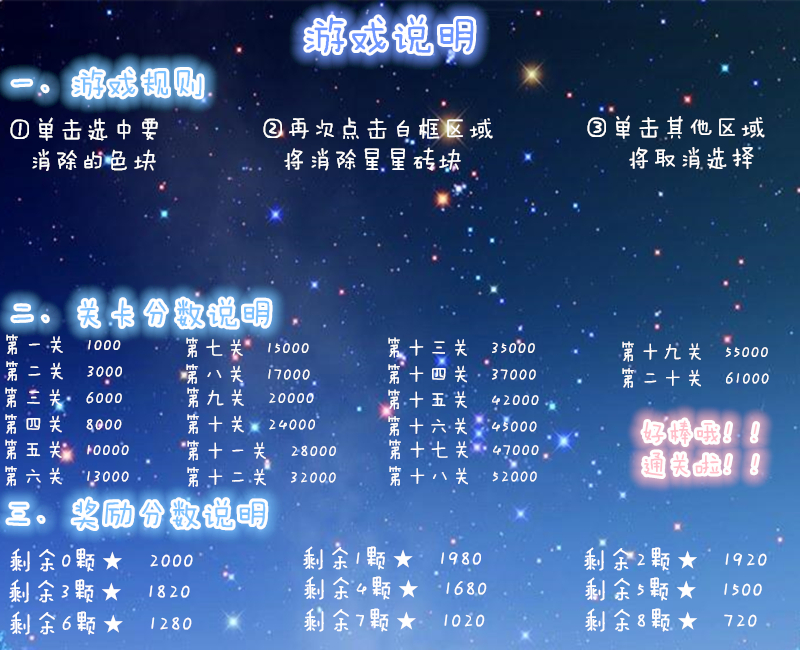 游戏说明
一、游戏规则
①单击选中要
消除的色块
②再次点击白框区域
将消除星星砖块
③单击其他区域
将取消选择
二、关卡分数说明
第一关 1000
第二关 3000
第三关 6000
第四关 8000
第五关 10000
第六关 13000
第七关 15000
第八关 17000
第九关 20000
第十关 24000
第十一关 28000
第十二关 32000
第十三关 35000
第十四关 37000
第十五关 42000
第十六关 45000
第十七关 47000
第十八关 52000
第十九关 55000
第二十关 61000
好棒哦!!
通关啦!!
三、奖励分数说明
剩余0颗★ 2000
剩余1颗★ 1980
剩余2颗★ 1920
剩余3颗★ 1820
剩余4颗★ 1680
剩余5颗★ 1500
剩余6颗★ 1280
剩余7颗★ 1020
剩余8颗★ 720